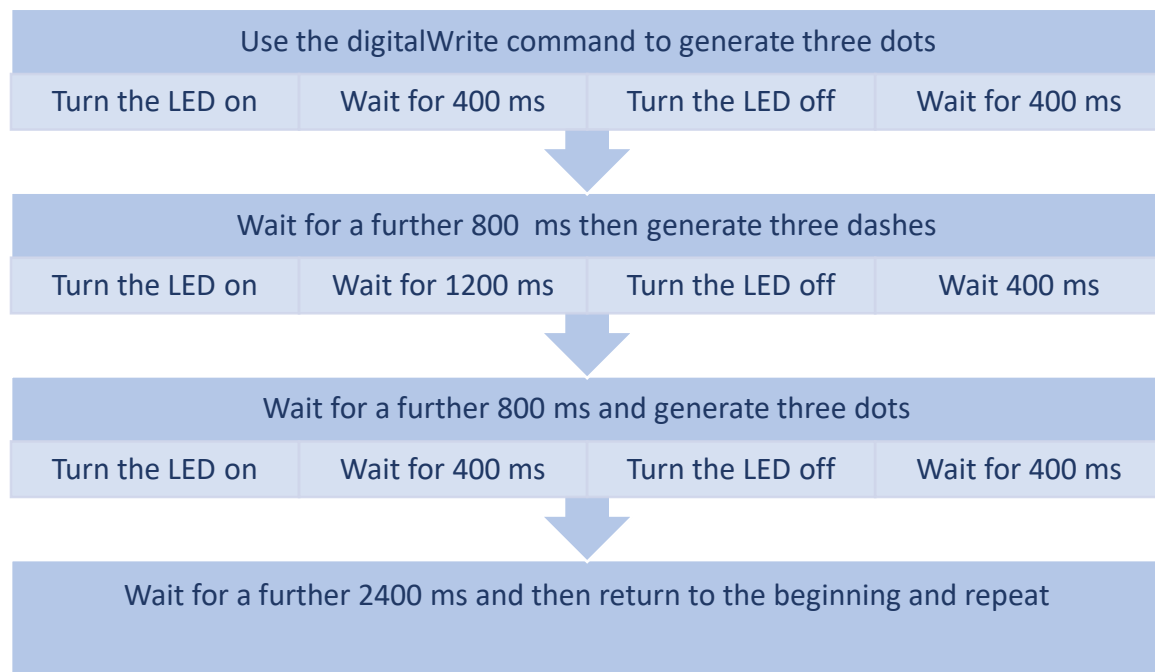 Use the digitalWrite command to generate three dots
Turn the LED on Wait for 400 ms Turn the LED off Wait for 400 ms
Wait for a further 800  ms then generate three dashes
Turn the LED on Wait for 1200 ms Turn the LED off Wait 400 ms
Wait for a further 800 ms and generate three dots
Turn the LED on Wait for 400 ms Turn the LED off Wait for 400 ms
Wait for a further 2400 ms and then return to the beginning and repeat